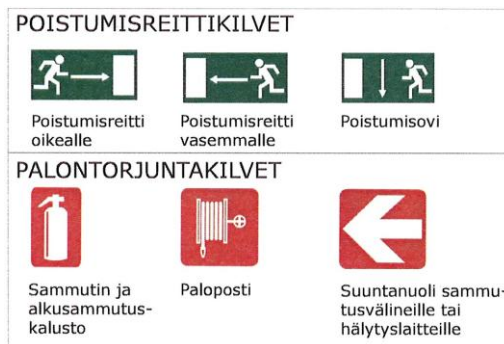 POISTUMISREITTIKILVET
Poistumisreitti
oikealle
Poistumisreitti
vasemmalle
Poistumisovi
PALONTORJUNTAKILVET
Sammutin ja
alkusammutus-
kalusto
Paloposti
Suuntanuoli sammu-
tusvälineille tai
hälytyslaitteille